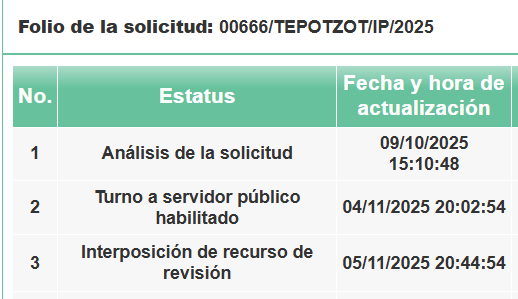 Folio de la solicitud: 00666/TEPOTZOT/IP/2025
No. Estatus Fecha y hora de
actualización
1 Análisis de la solicitud 09/10/2025
15:10:48
2 Turno a servidor público
habilitado 04/11/2025 20:02:54
3 Interposición de recurso de
revisión 05/11/2025 20:44:54